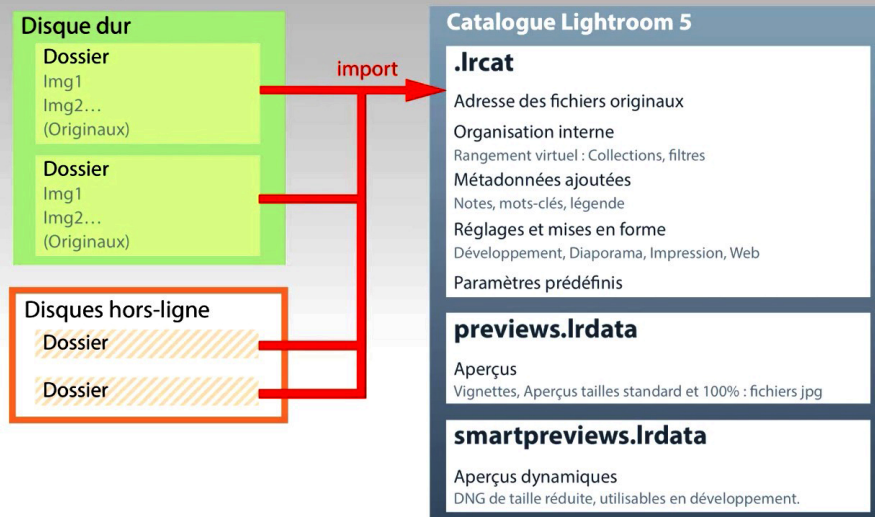 Disque dur
Dossier
Img1
Img2...
(Originaux)
Dossier
Img1
Img2...
(Originaux)
Disques hors-ligne
Dossier
Dossier
import
Catalogue Lightroom 5
.lrcat
Adresse des fichiers originaux
Organisation interne
Rangement virtuel : Collections, filtres
Métadonnées ajoutées
Notes, mots-clés, légende
Réglages et mises en forme
Développement, Diaporama, Impression, Web
Paramètres prédéfinis
previews.lrdata
Aperçus
Vignettes, Aperçus tailles standard et 100% : fichiers jpg
smartpreviews.lrdata
Aperçus dynamiques
DNG de taille réduite, utilisables en développement.